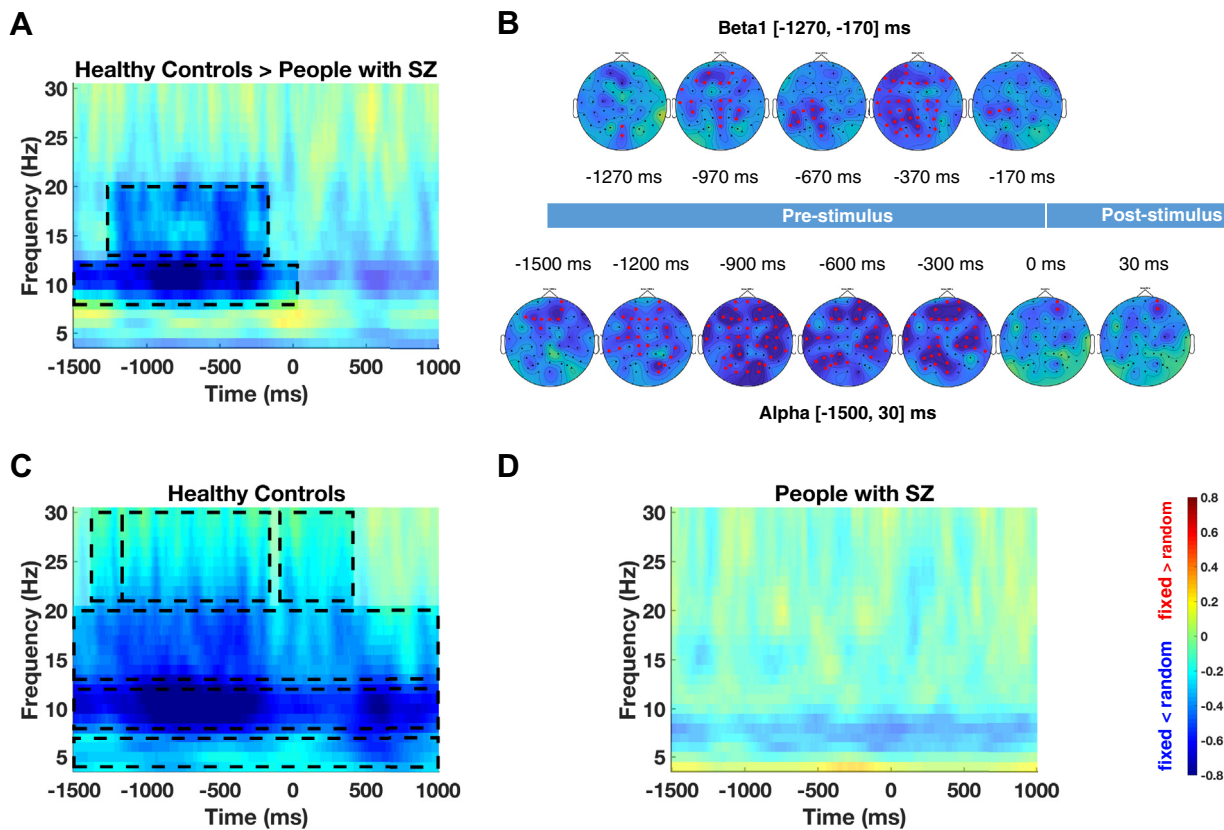 A
Healthy Controls > People with SZ
30
25
20
15
10
5
Frequency (Hz)
-1500 -1000 -500 0 500 1000
Time (ms)
B
Beta1 [-1270, -170] ms
-1270 ms -970 ms -670 ms -370 ms -170 ms
Pre-stimulus Post-stimulus
-1500 ms -1200 ms -900 ms -600 ms -300 ms 0 ms 30 ms
Alpha [-1500, 30] ms
C
Healthy Controls
30
25
20
15
10
5
Frequency (Hz)
-1500 -1000 -500 0 500 1000
Time (ms)
D
People with SZ
30
25
20
15
10
5
Frequency (Hz)
-1500 -1000 -500 0 500 1000
Time (ms)
fixed < random fixed > random
0.8
0.6
0.4
0.2
0
-0.2
-0.4
-0.6
-0.8